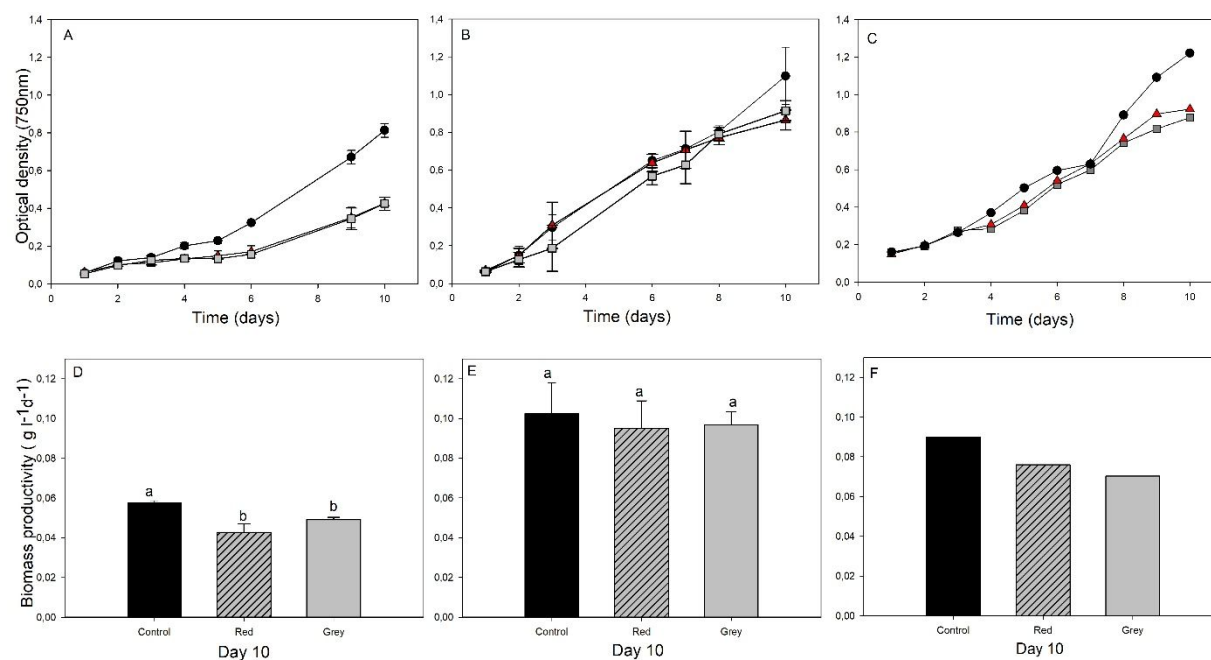 A
B
C
Optical density (750nm)
1,4
1,2
1,0
0,8
0,6
0,4
0,2
0,0
0 2 4 6 8 10
Time (days)
1,4
1,2
1,0
0,8
0,6
0,4
0,2
0,0
0 2 4 6 8 10
Time (days)
1,4
1,2
1,0
0,8
0,6
0,4
0,2
0,0
0 2 4 6 8 10
Time (days)
D
E
F
Biomass productivity ( g l-1d-1)
0,12
0,10
0,08
0,06
0,04
0,02
0,00
a
b
b
Control Red Grey
Day 10
0,12
0,10
0,08
0,06
0,04
0,02
0,00
a
a
a
Control Red Grey
Day 10
0,12
0,10
0,08
0,06
0,04
0,02
0,00
Control Red Grey
Day 10